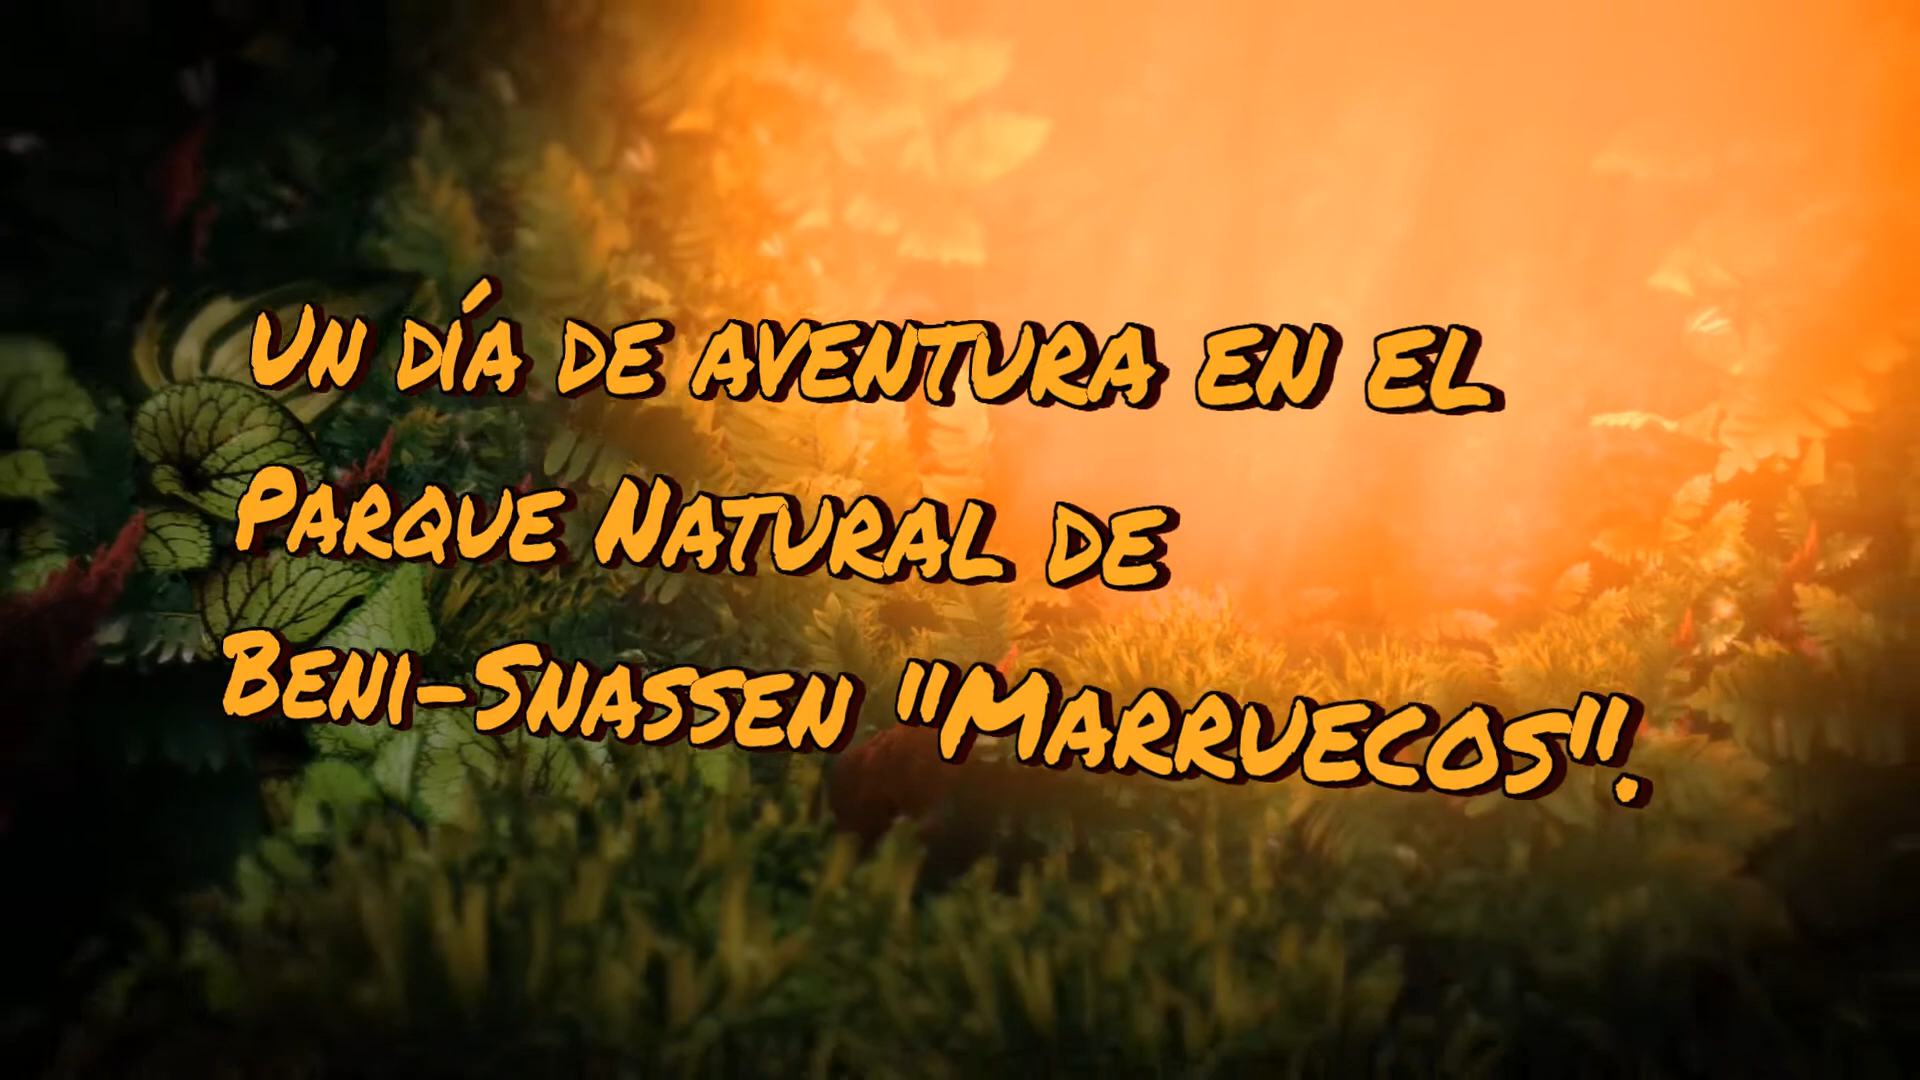 Un día de aventura en el
Parque Natural de
Beni-Snassen "Marruecos".